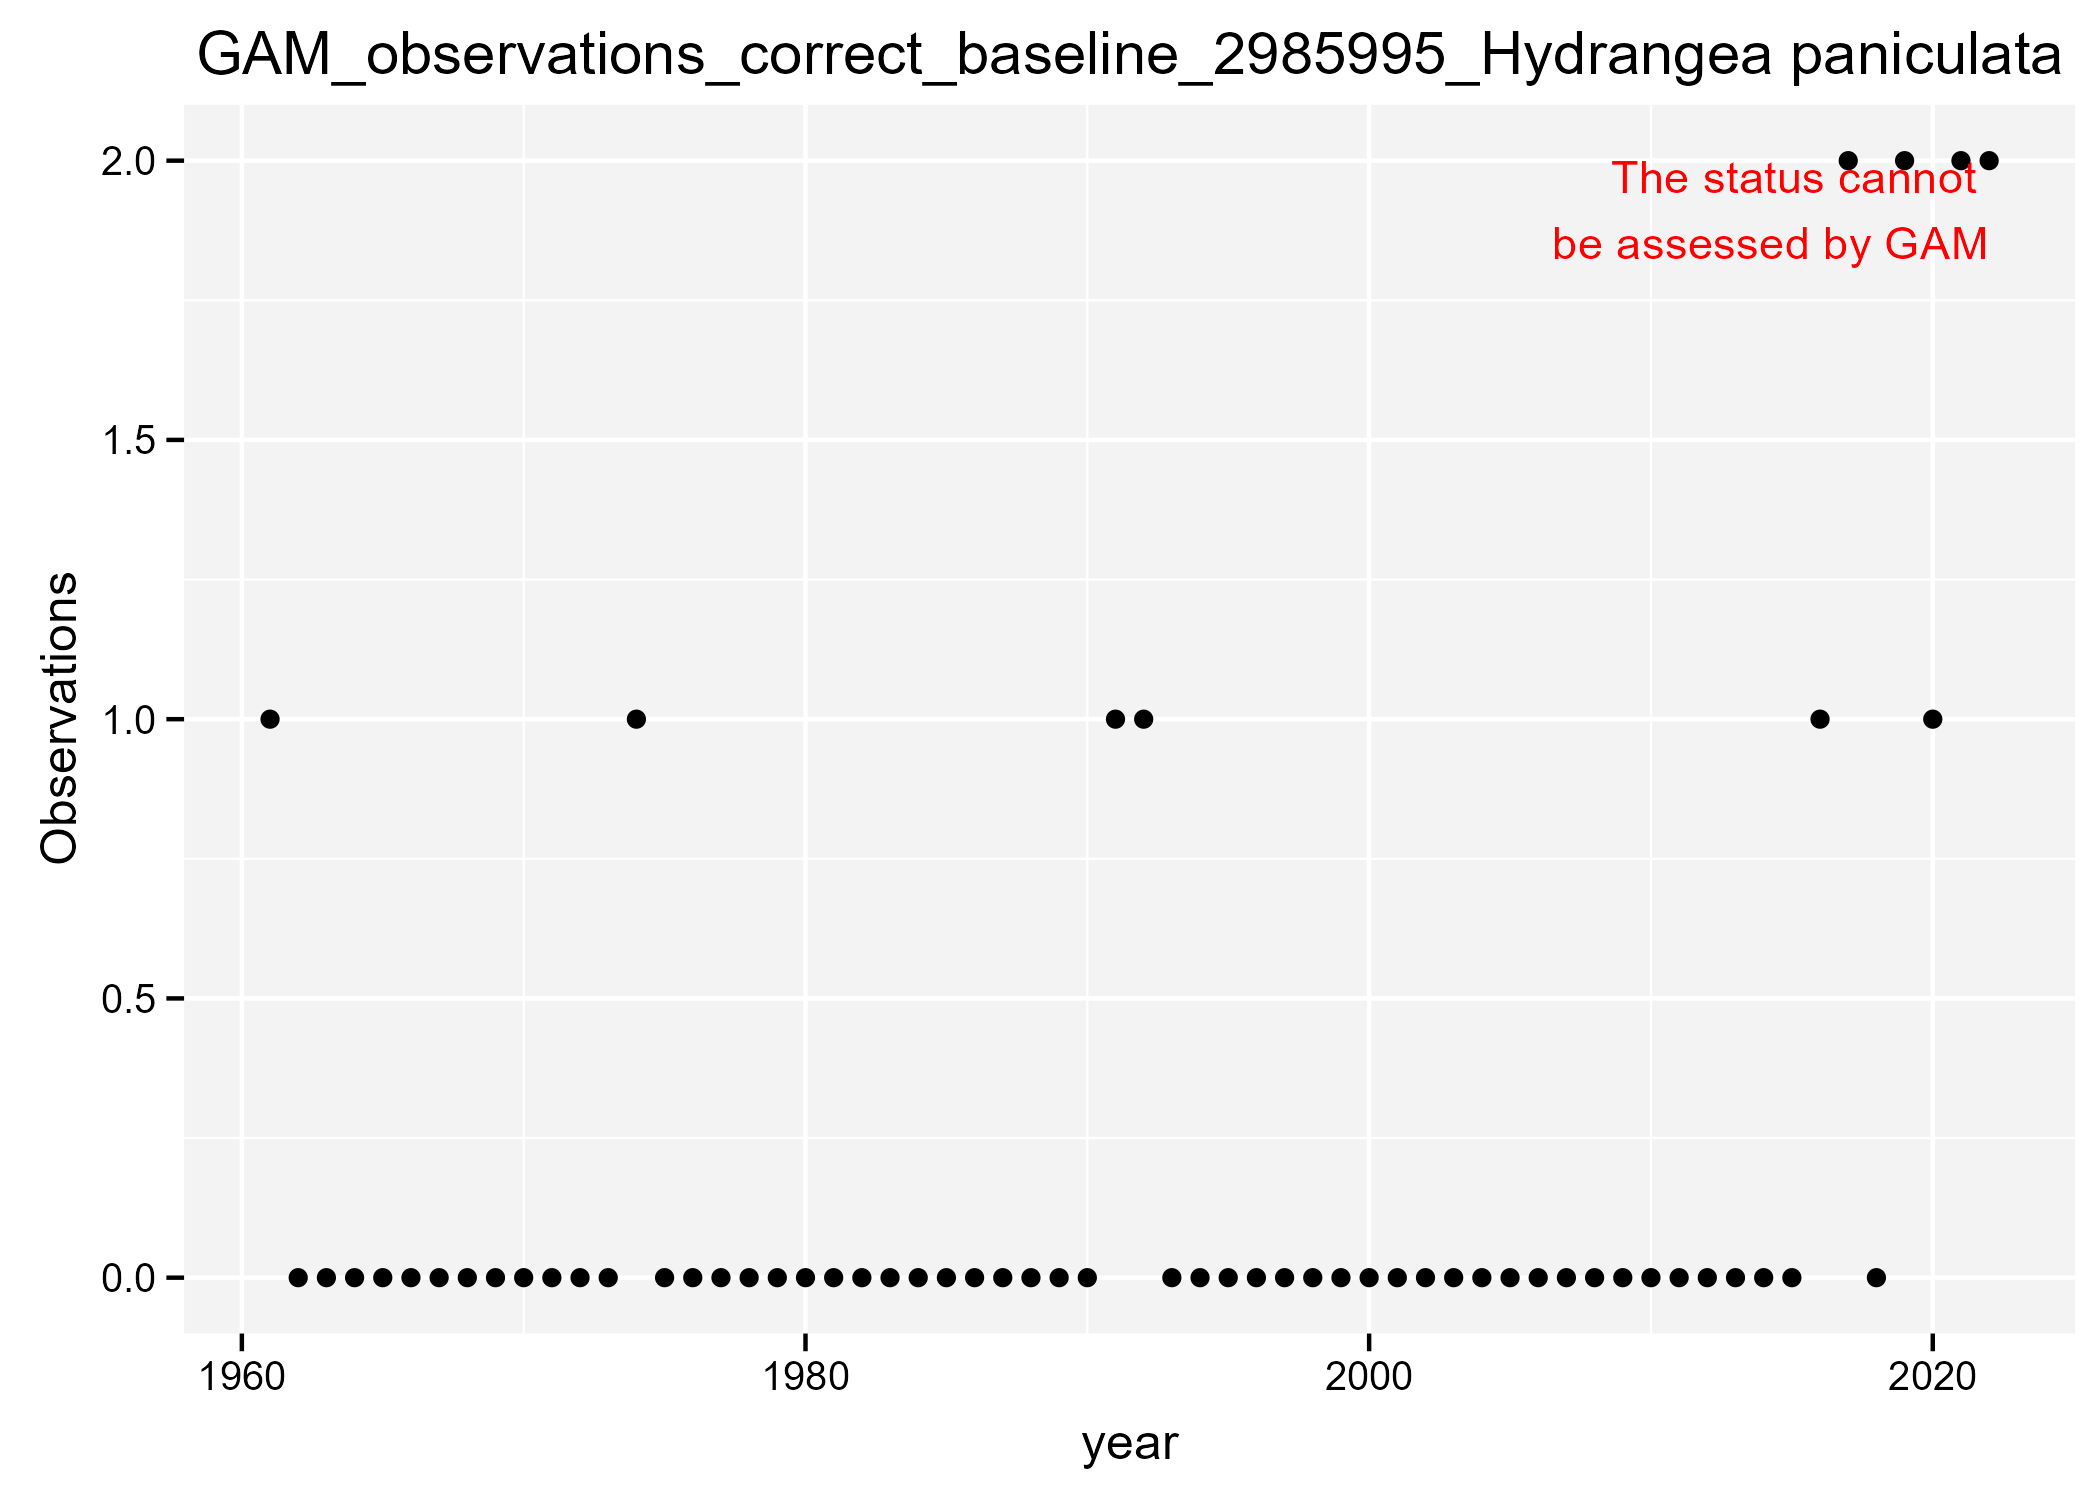 GAM_observations_correct_baseline_2985995_Hydrangea paniculata
2.0
The status cannot
be assessed by GAM
1.5
Observations
1.0
0.5
0.0
1960 1980 2000 2020
year